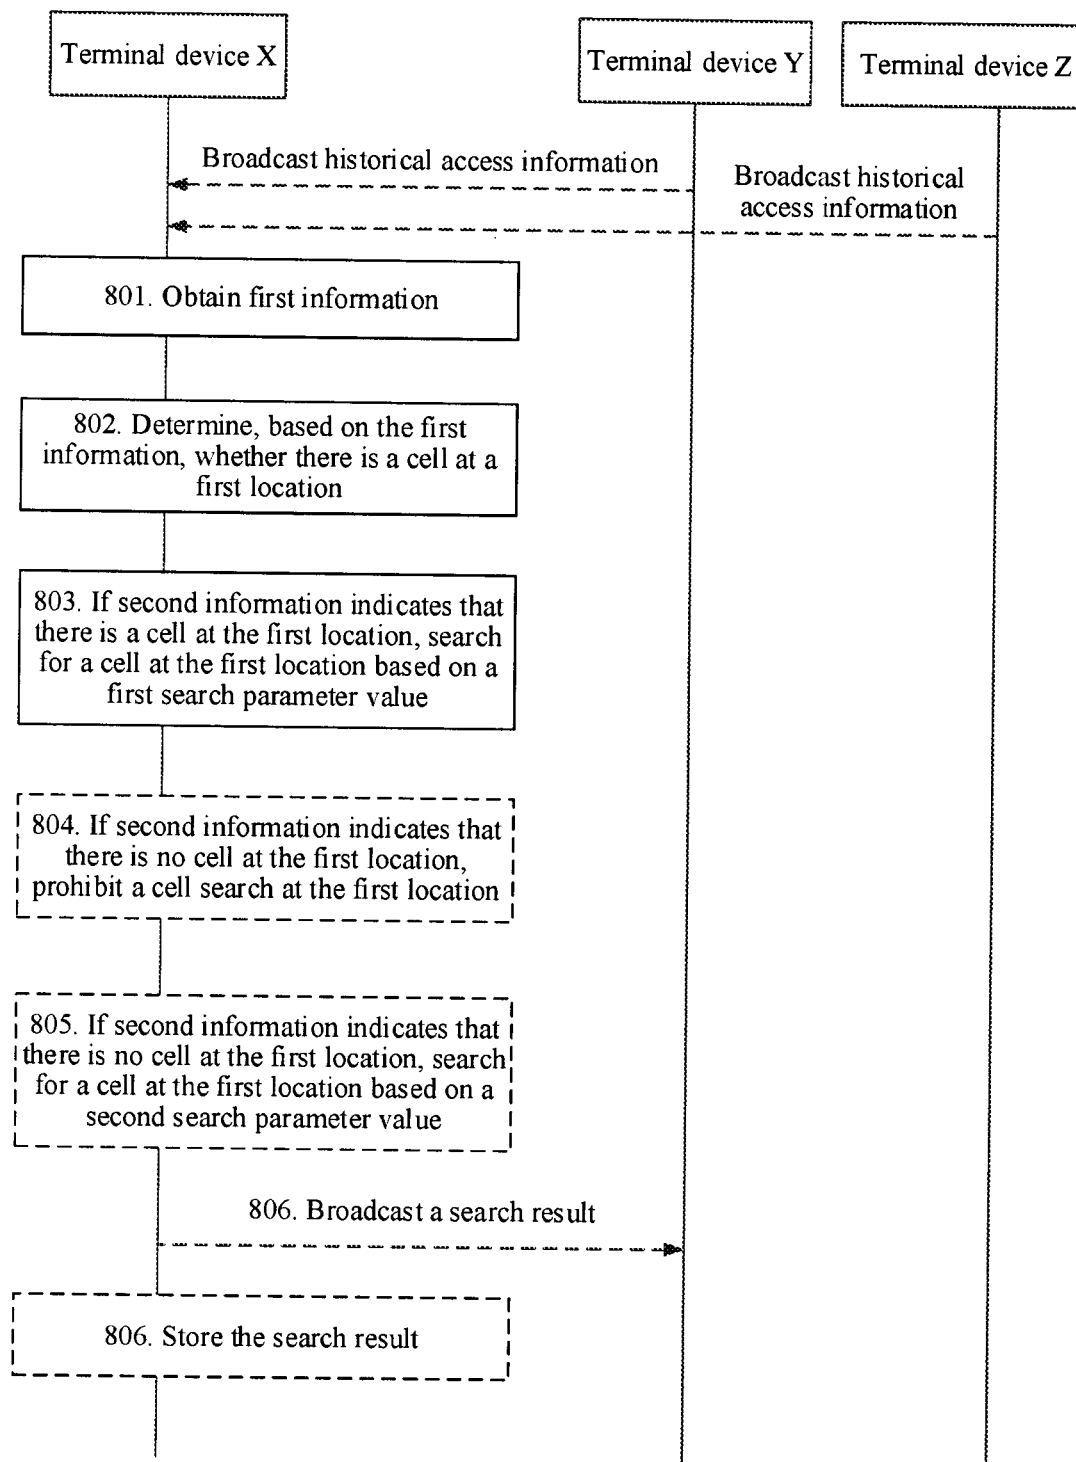 Terminal device X
Terminal device Y
Terminal device Z
Broadcast historical access information
Broadcast historical
access information
801. Obtain first information
802. Determine, based on the first
information, whether there is a cell at a
first location
803. If second information indicates that
there is a cell at the first location, search
for a cell at the first location based on a
first search parameter value
804. If second information indicates that
there is no cell at the first location,
prohibit a cell search at the first location
805. If second information indicates that
there is no cell at the first location, search
for a cell at the first location based on a
second search parameter value
806. Broadcast a search result
806. Store the search result